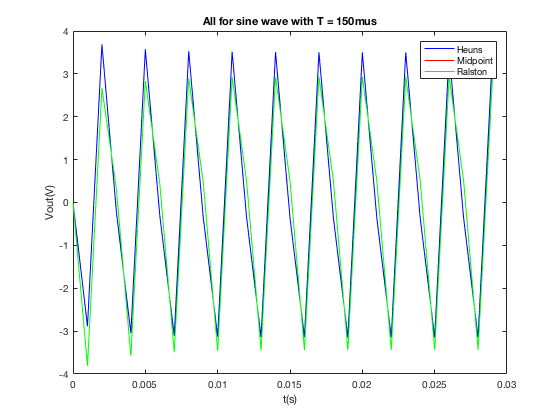 All for sine wave with T = 150mus
Heuns
Midpoint
Ralston
Vout(V)
4
3
2
1
0
-1
-2
-3
-4
0
0.005
0.01
0.015
0.02
0.025
0.03
t(s)